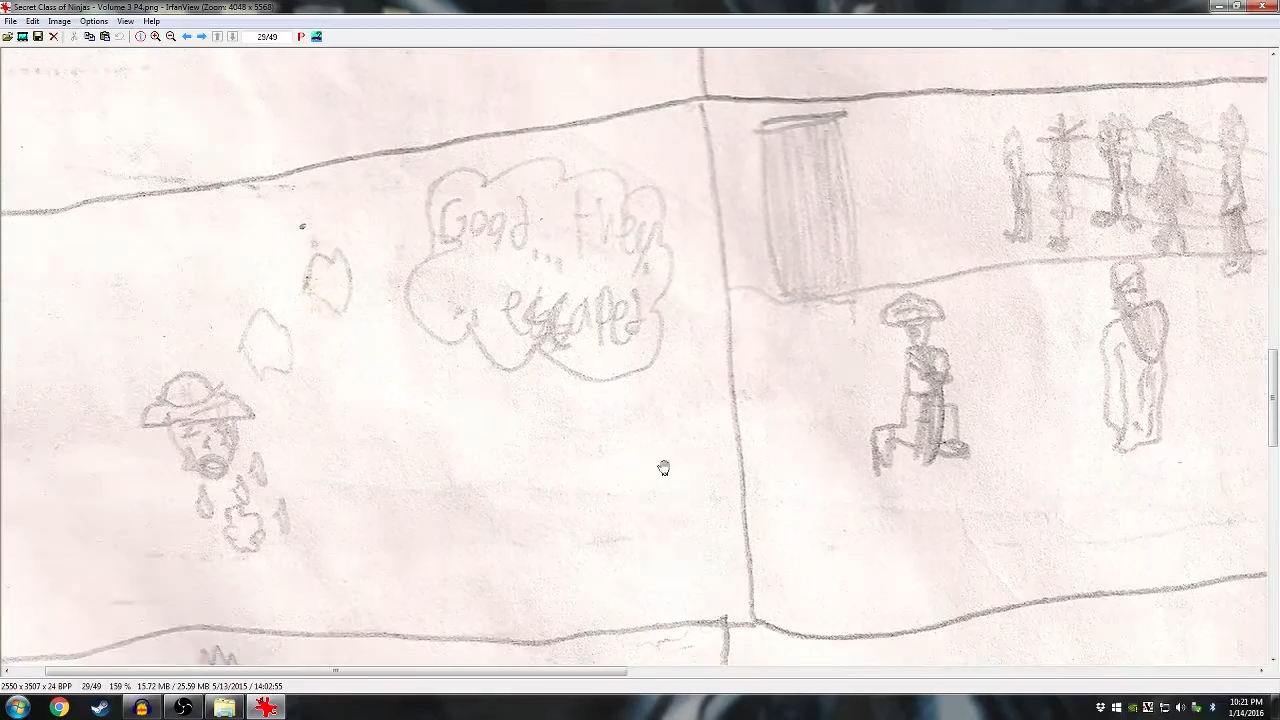 Secret Class of Ninjas - Volume 3 P4.png - IrfanView (Zoom: 4048 x 5568)
File Edit Image Options View Help
29/49
Good... they
escaped
2550 x 3507 x 24 BPP 29/49 159 % 15.72 MB / 25.59 MB 5/13/2015 / 14:02:55
10:21 PM
1/14/2016